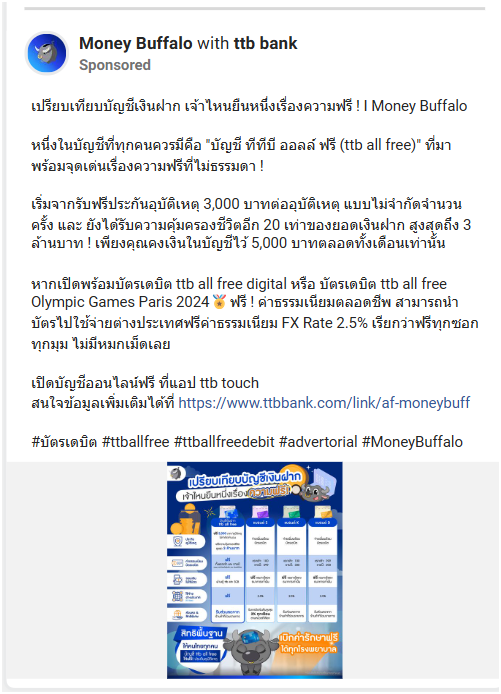 Money Buffalo with ttb bank
Sponsored
เปรียบเทียบบัญชีเงินฝาก เจ้าไหนยืนหนึ่งเรื่องความฟรี ! I Money Buffalo
หนึ่งในบัญชีที่ทุกคนควรมีคือ "บัญชี ทีทีบี ออลล์ ฟรี (ttb all free)" ที่มา
พร้อมจุดเด่นเรื่องความฟรีที่ไม่ธรรมดา !
เริ่มจากรับฟรีประกันอุบัติเหตุ 3,000 บาทต่ออุบัติเหตุ แบบไม่จำกัดจำนวน
ครั้ง และ ยังได้รับความคุ้มครองชีวิตอีก 20 เท่าของยอดเงินฝาก สูงสุดถึง 3
ล้านบาท ! เพียงคุณคงเงินในบัญชีไว้ 5,000 บาทตลอดทั้งเดือนเท่านั้น
หากเปิดพร้อมบัตรเดบิต ttb all free digital หรือ บัตรเดบิต ttb all free
Olympic Games Paris 2024🏅ฟรี ! ค่าธรรมเนียมตลอดชีพ สามารถนำ
บัตรไปใช้จ่ายต่างประเทศฟรีค่าธรรมเนียม FX Rate 2.5% เรียกว่าฟรีทุกซอก
ทุกมุม ไม่มีหมกเม็ดเลย
เปิดบัญชีออนไลน์ฟรี ที่แอป ttb touch
สนใจข้อมูลเพิ่มเติมได้ที่ https://www.ttbbank.com/link/af-moneybuff
#บัตรเดบิต #ttballfree #ttballfreedebit #advertorial #MoneyBuffalo
เปรียบเทียบบัญชีเงินฝาก
เจ้าไหนยืนหนึ่งเรื่องความฟรี!
สิทธิพื้นฐาน
ให้คนไทยทุกคน
เบิกค่ารักษาฟรี
ได้ทุกโรงพยาบาล